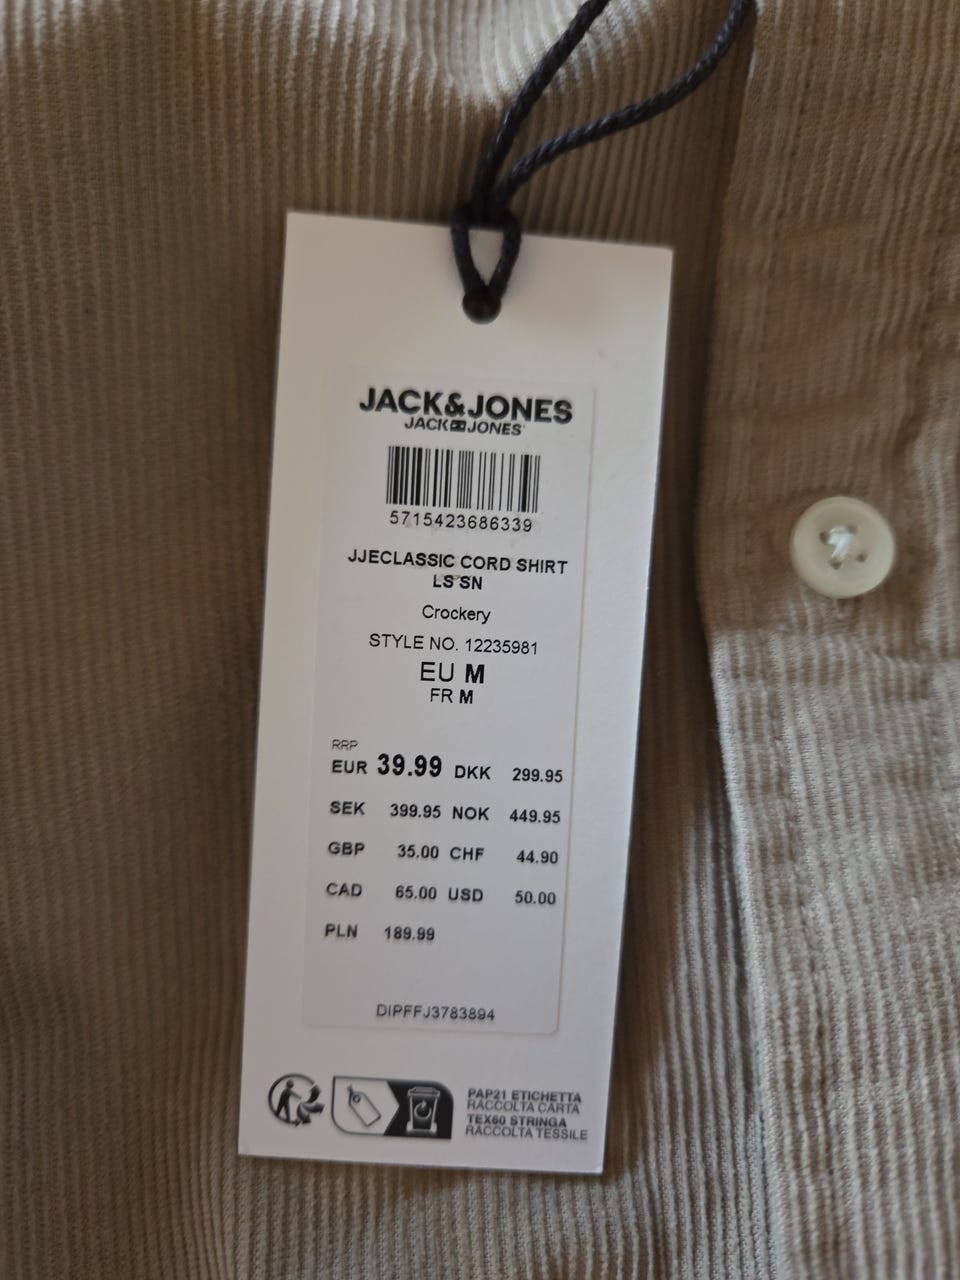 JACK&JONES
JACK JONES
5715423686339
JJECLASSIC CORD SHIRT
LS SN
Crockery
STYLE NO. 12235981
EU M
FR M
RRP
EUR 39.99 DKK 299.95
SEK 399.95 NOK 449.95
GBP 35.00 CHF 44.90
CAD 65.00 USD 50.00
PLN 189.99
DIPFFJ3783894
PAP21 ETICHETTA
RACCOLTA CARTA
TEX60 STRINGA
RACCOLTA TESSILE